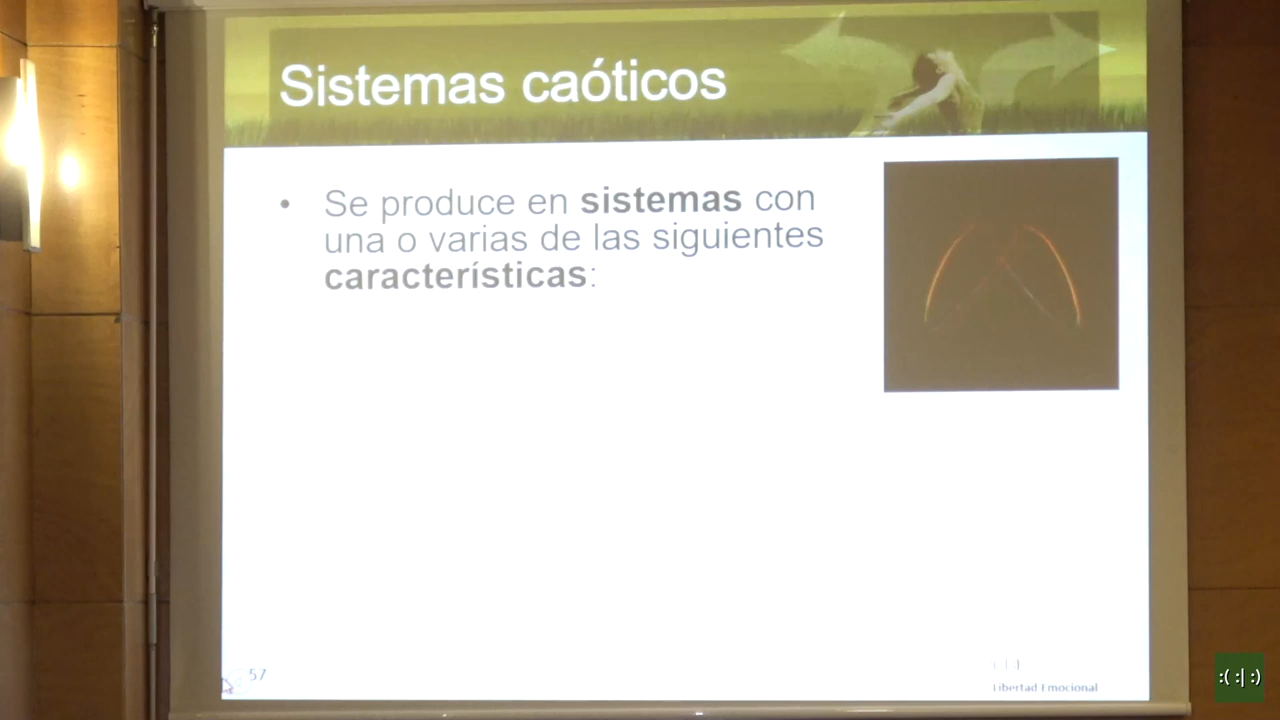 Sistemas caóticos
• Se produce en sistemas con
una o varias de las siguientes
características:
57
Libertad Emocional
:( :| :)